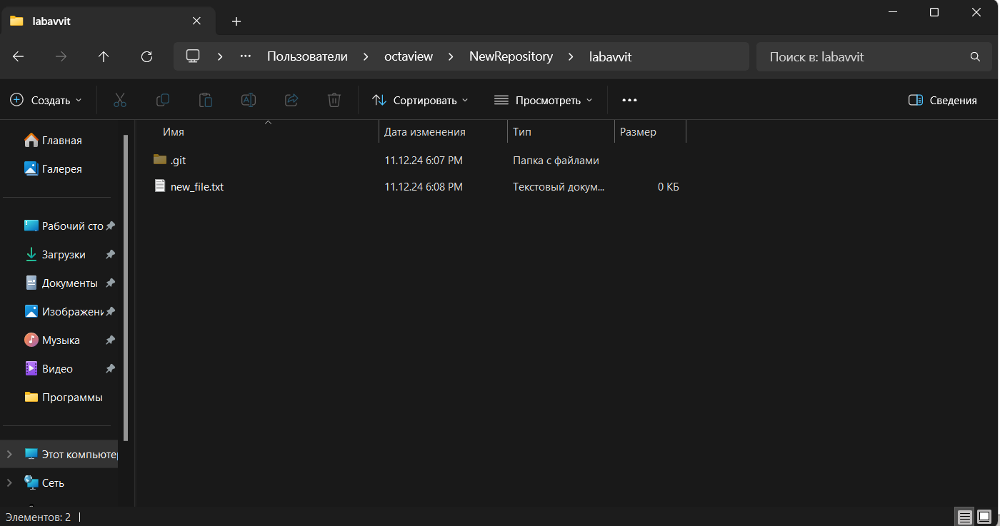 labavvit
Пользователи octaview NewRepository labavvit
Поиск в: labavvit
Создать
Сортировать
Просмотреть
Сведения
Имя Дата изменения Тип Размер
.git 11.12.24 6:07 PM Папка с файлами
new_file.txt 11.12.24 6:08 PM Текстовый докум... 0 КБ
Главная
Галерея
Рабочий сто
Загрузки
Документы
Изображени
Музыка
Видео
Программы
Этот компьютер
Сеть
Элементов: 2